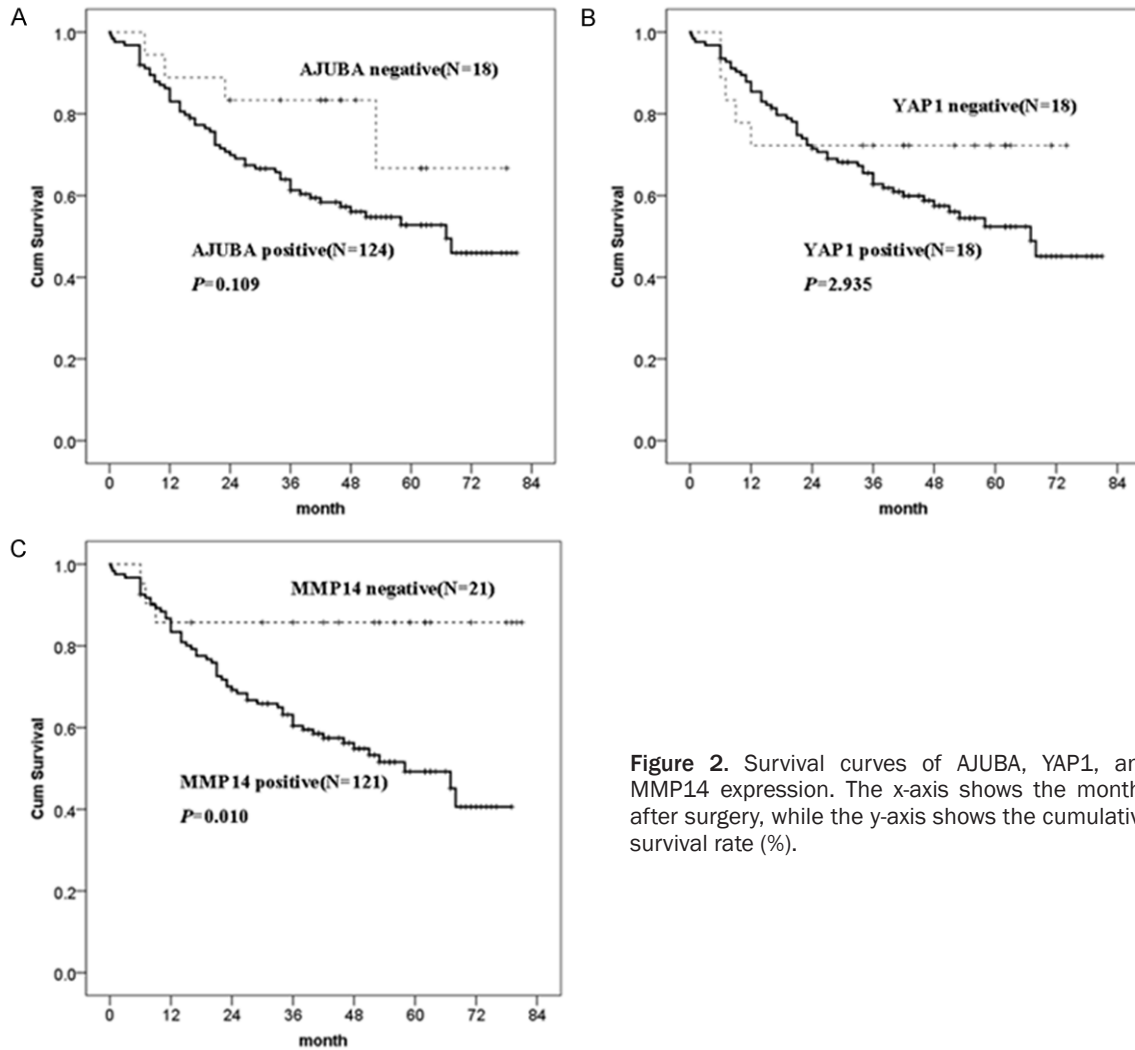 A
1.0
0.8
0.6
0.4
0.2
0.0
Cum Survival
AJUBA negative(N=18)
AJUBA positive(N=124)
P=0.109
0 12 24 36 48 60 72 84
month
B
1.0
0.8
0.6
0.4
0.2
0.0
Cum Survival
YAP1 negative(N=18)
YAP1 positive(N=18)
P=2.935
0 12 24 36 48 60 72 84
month
C
1.0
0.8
0.6
0.4
0.2
0.0
Cum Survival
MMP14 negative(N=21)
MMP14 positive(N=121)
P=0.010
0 12 24 36 48 60 72 84
month
Figure 2. Survival curves of AJUBA, YAP1, an
MMP14 expression. The x-axis shows the month
after surgery, while the y-axis shows the cumulativ
survival rate (%).